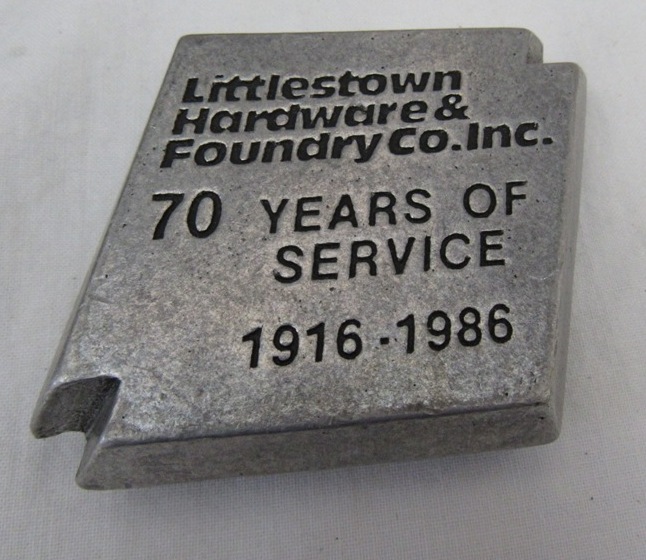 Littlestown
Hardware &
Foundry Co. Inc.
70 YEARS OF
SERVICE
1916 - 1986